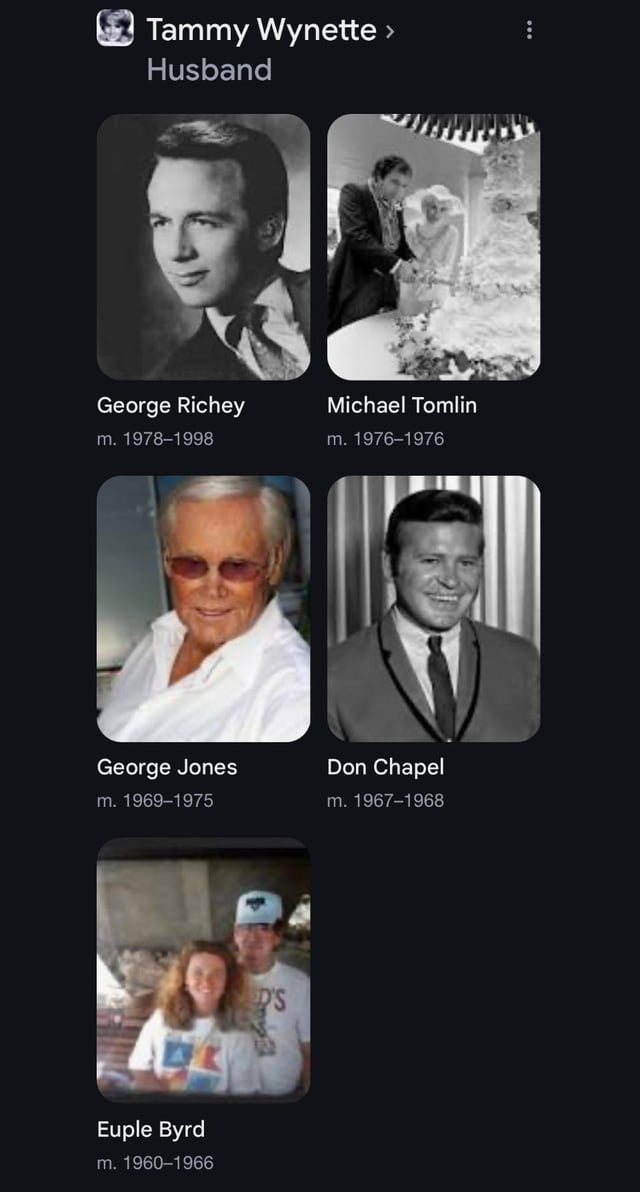 Tammy Wynette
Husband
George Richey
m. 1978–1998
Michael Tomlin
m. 1976–1976
George Jones
m. 1969–1975
Don Chapel
m. 1967–1968
Euple Byrd
m. 1960–1966